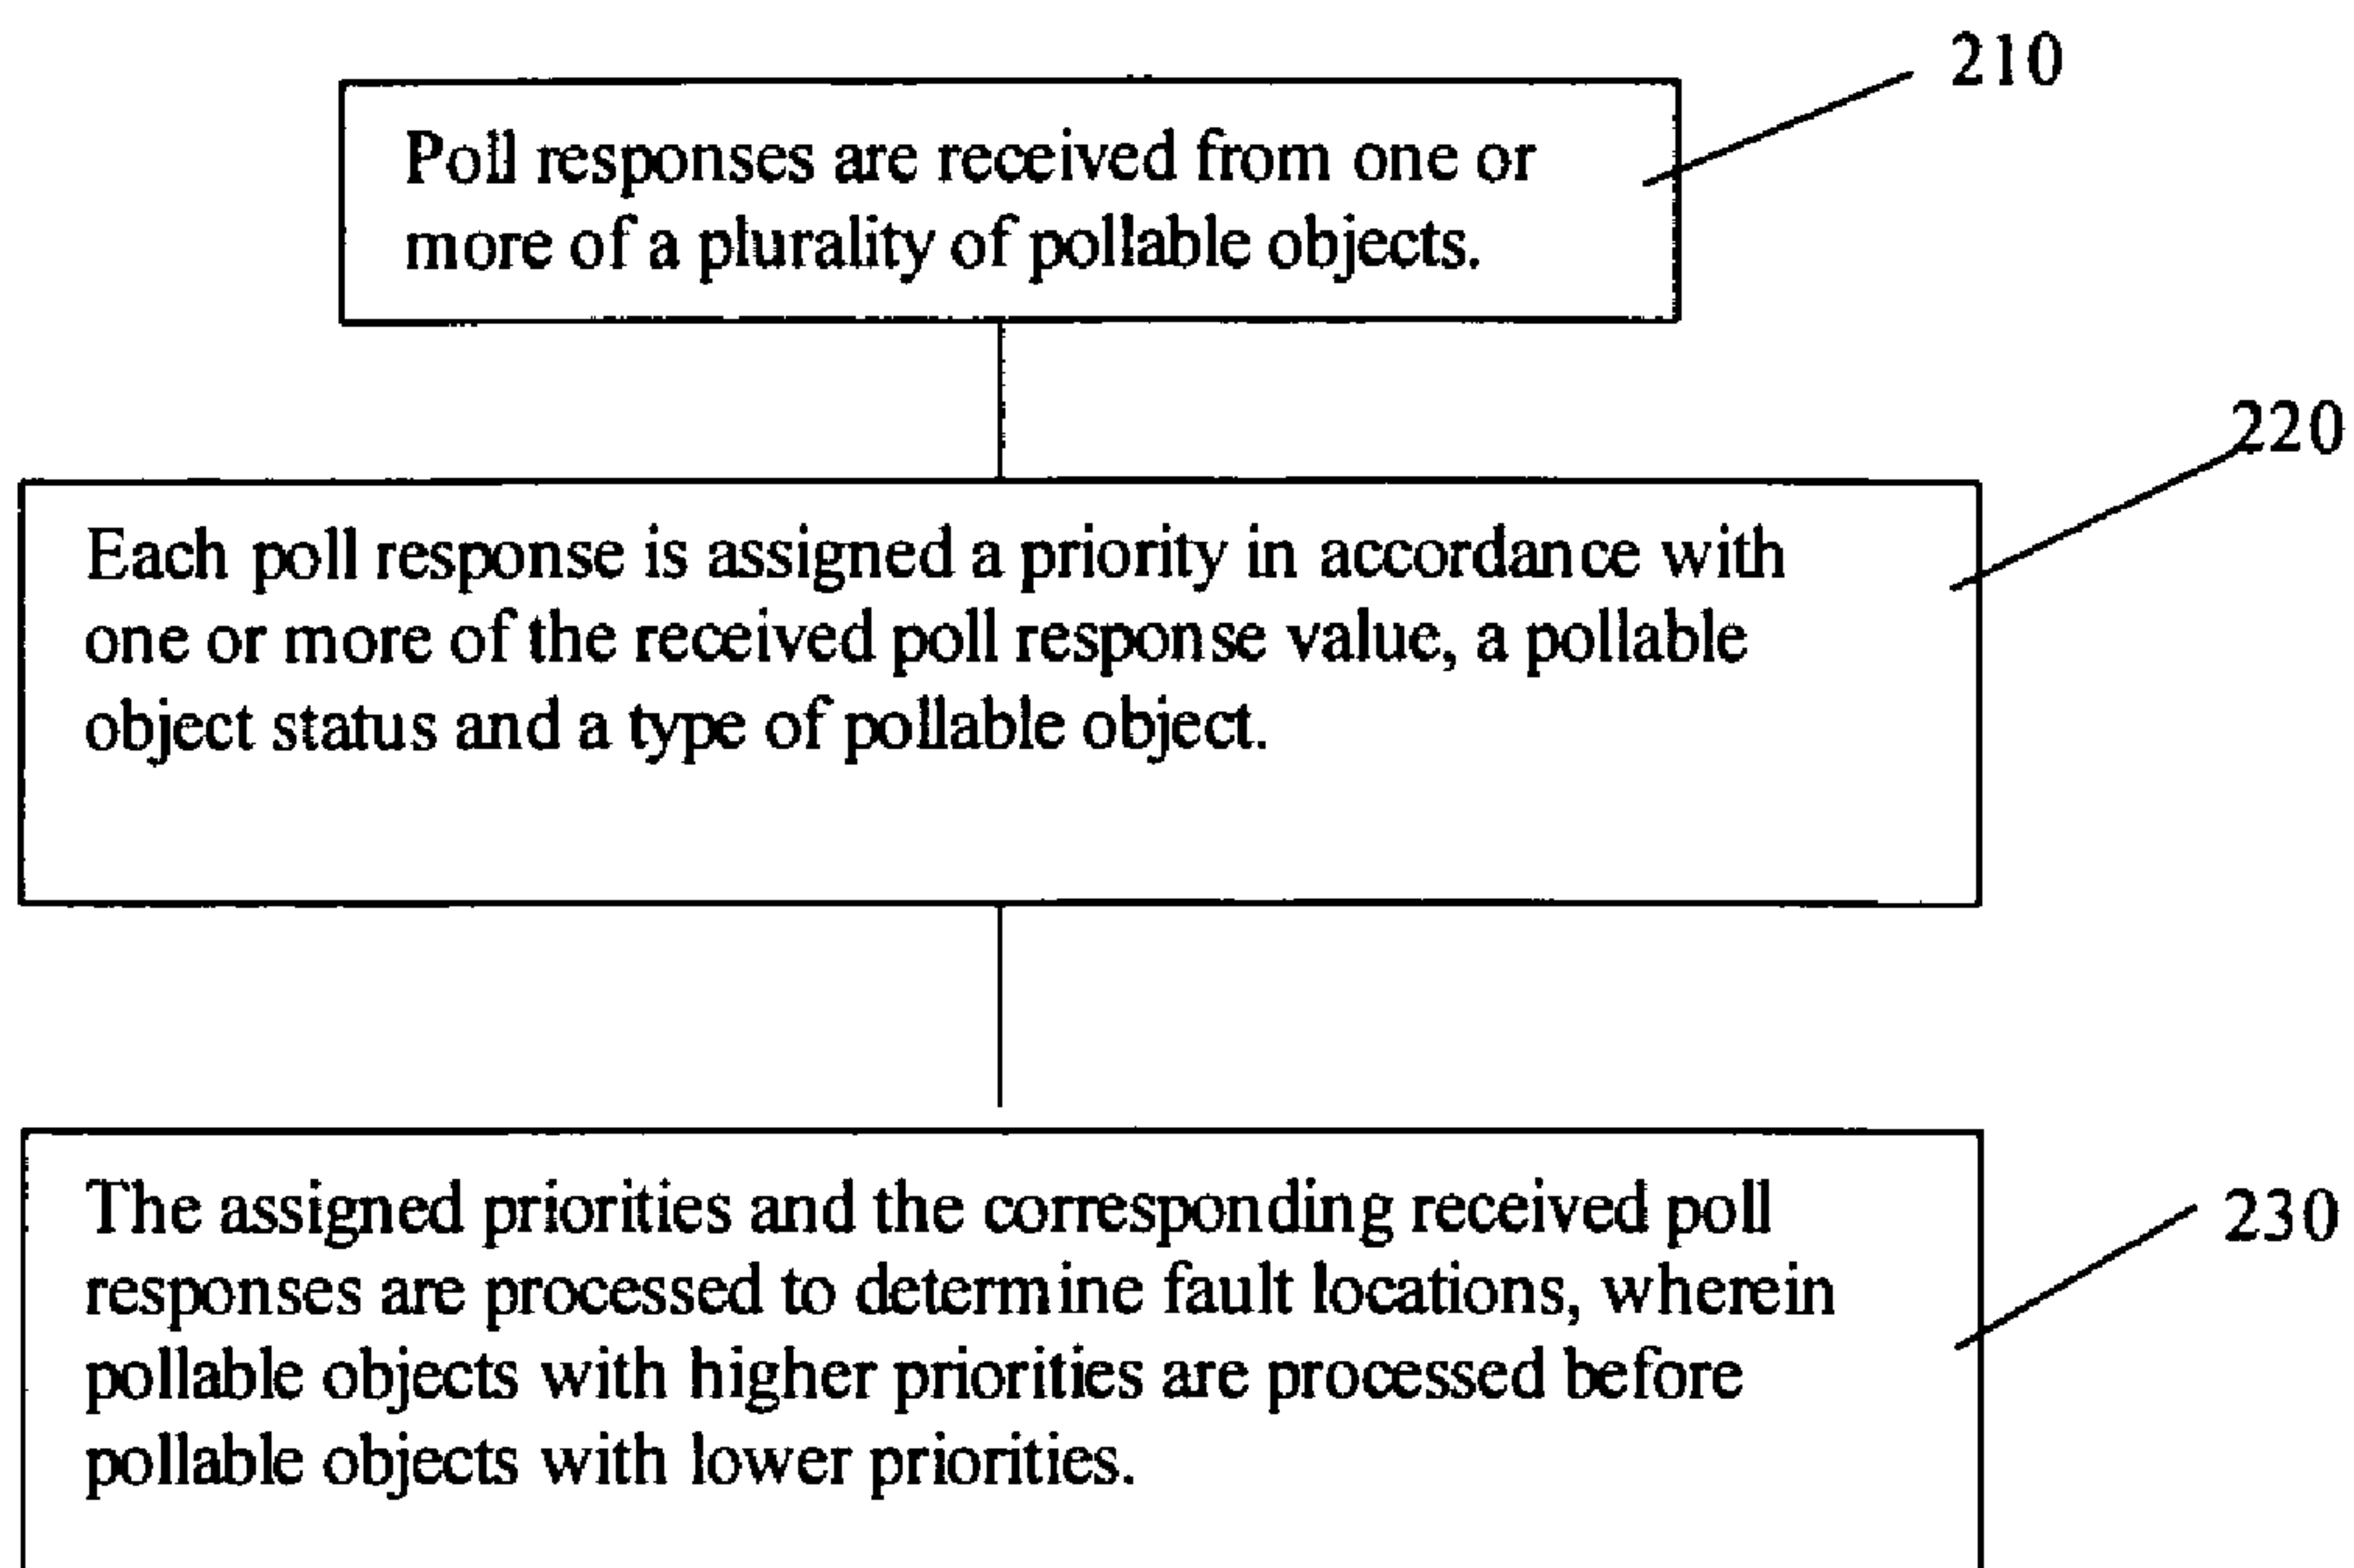 210
Poll responses are received from one or
more of a plurality of pollable objects.
220
Each poll response is assigned a priority in accordance with
one or more of the received poll response value, a pollable
object status and a type of pollable object.
The assigned priorities and the corresponding received poll
230
responses are processed to determine fault locations, wherein
pollable objects with higher priorities are processed before
pollable objects with lower priorities.